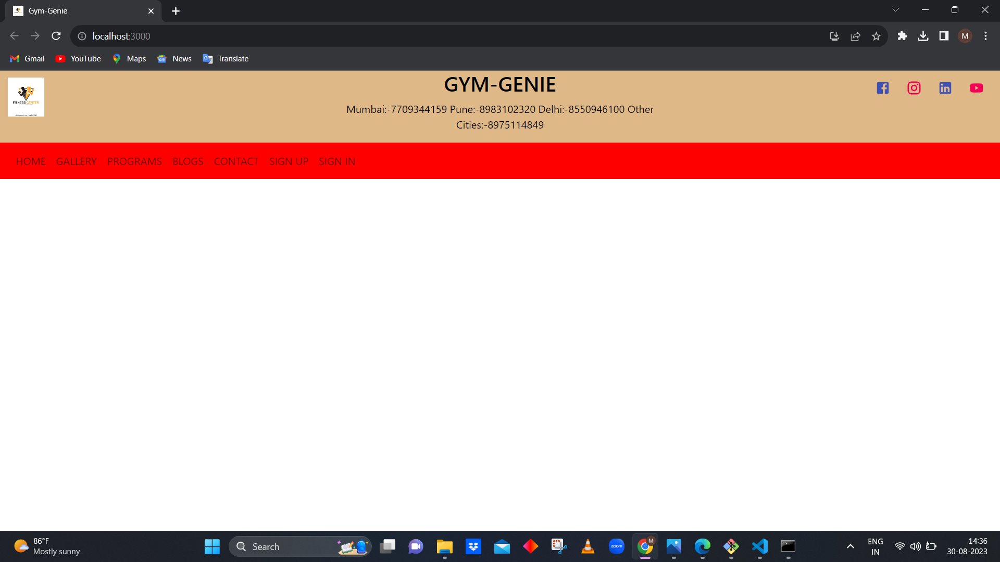 Gym-Genie
localhost:3000
M
Gmail YouTube Maps News Translate
FITNESS CENTER
GYM-GENIE
Mumbai:-7709344159 Pune:-8983102320 Delhi:-8550946100 Other
Cities:-8975114849
HOME GALLERY PROGRAMS BLOGS CONTACT SIGN UP SIGN IN
86°F
Mostly sunny
Search
zoom
M
ENG
IN
14:36
30-08-2023